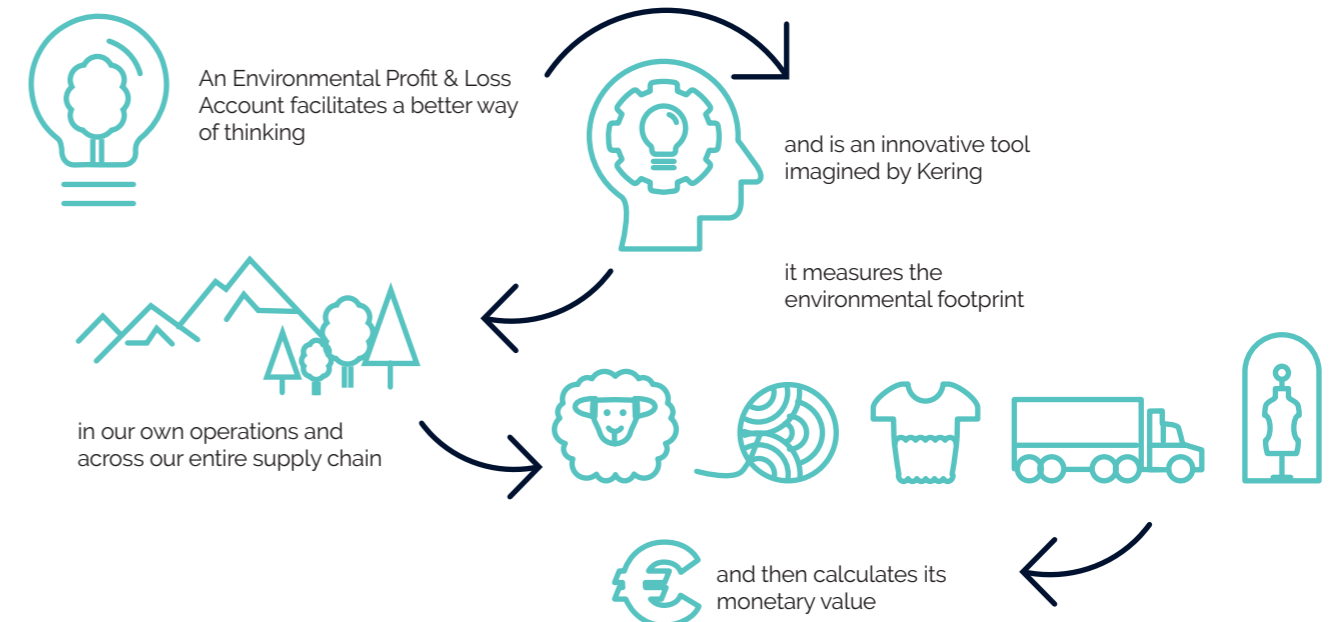 An Environmental Profit & Loss
Account facilitates a better way
of thinking
and is an innovative tool
imagined by Kering
it measures the
environmental footprint
in our own operations and
across our entire supply chain
€
and then calculates its
monetary value